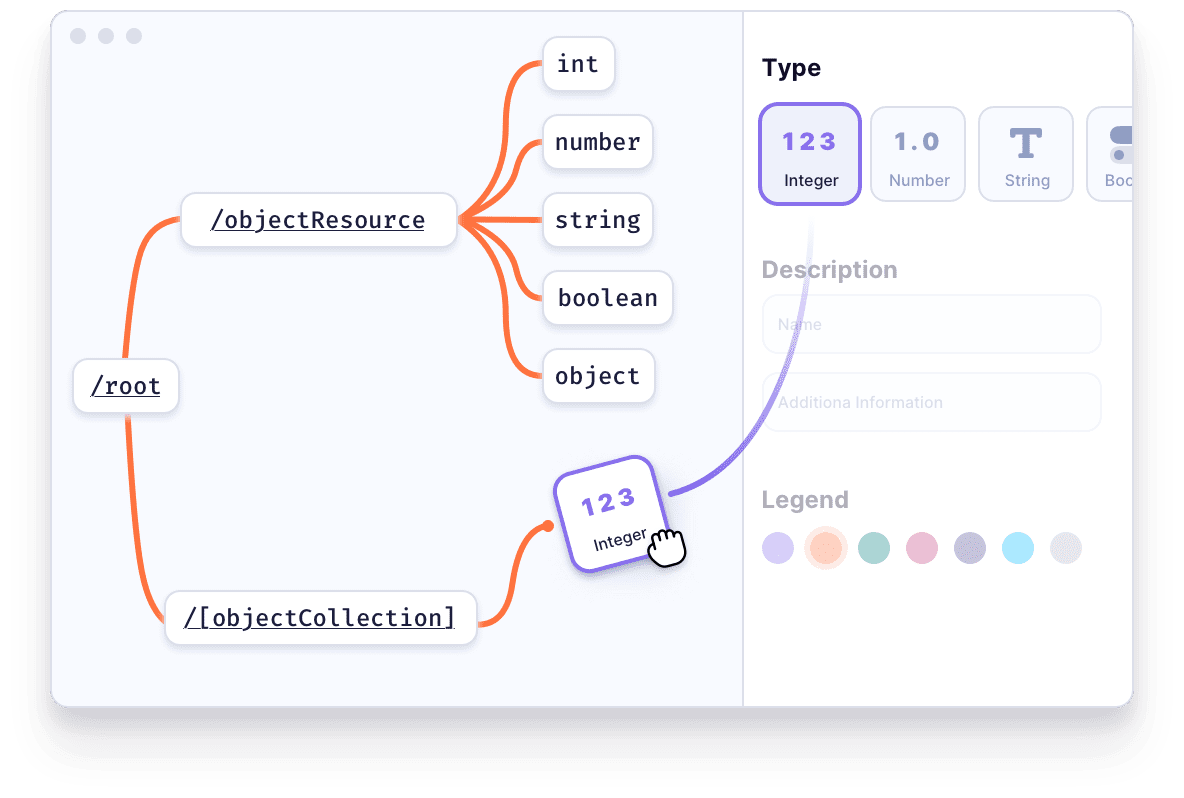 int
number
/objectResource
string
boolean
object
/root
123
Integer
/[objectCollection]
Type
123
Integer
1.0
Number
T
String
Boo
Description
Name
Additiona Information
Legend